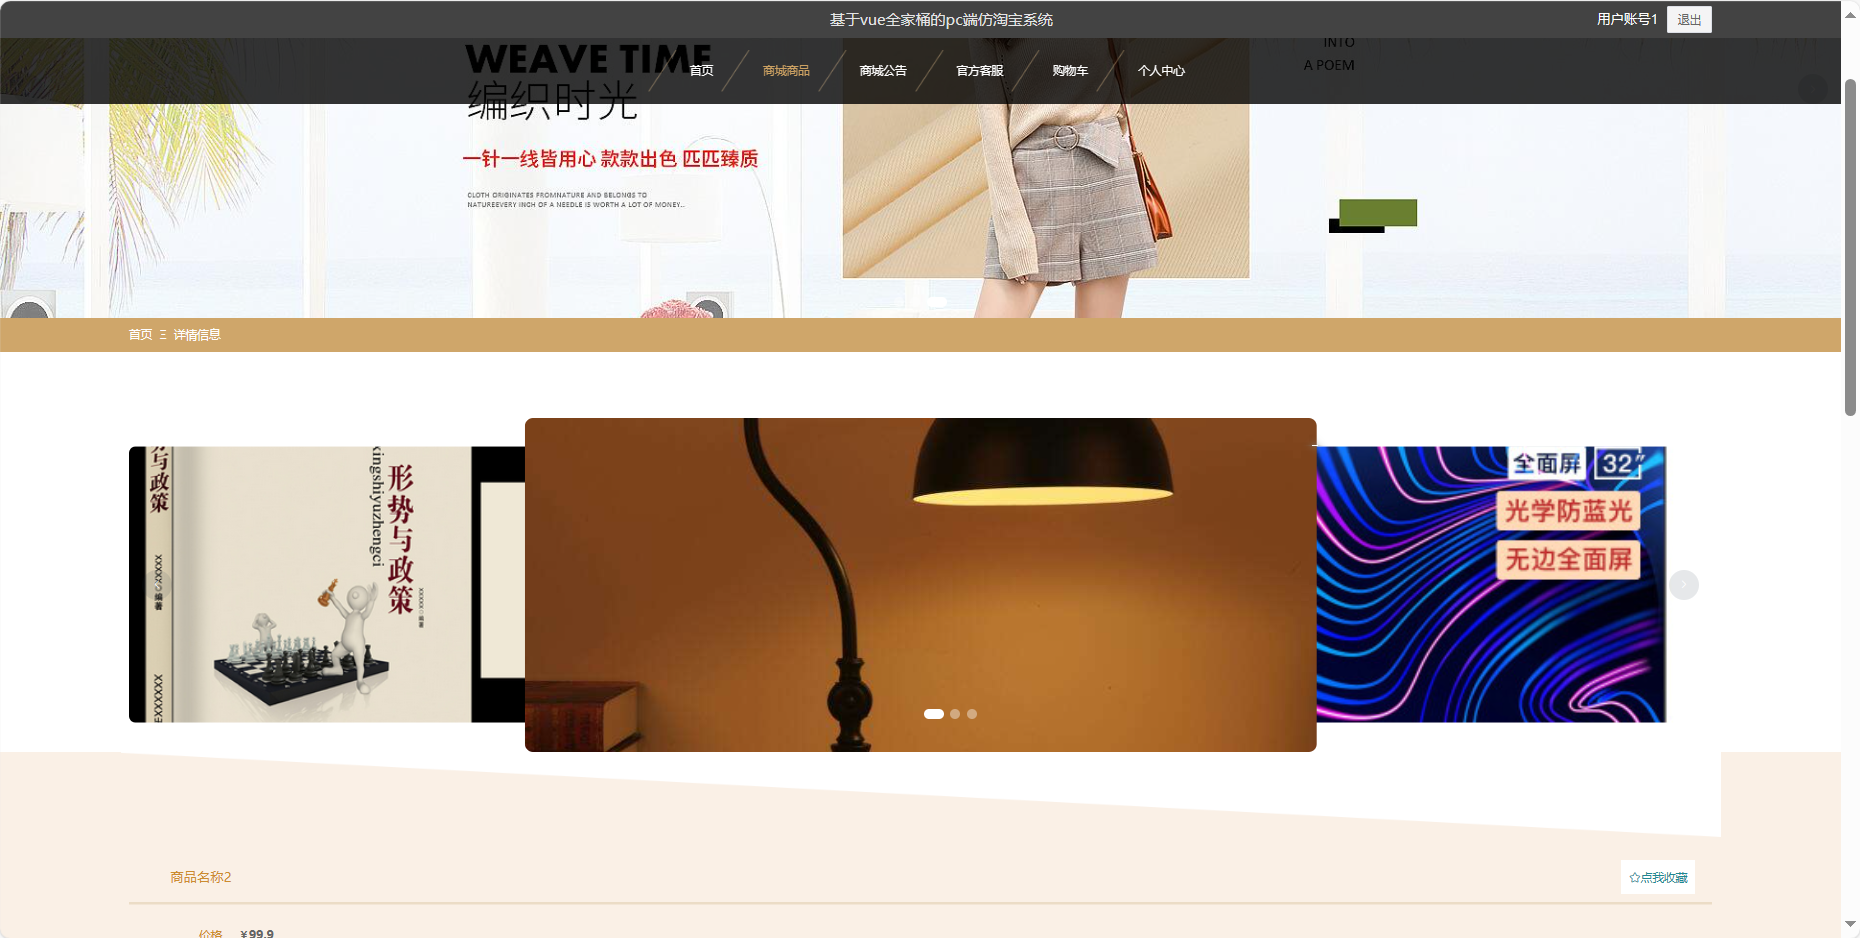 基于vue全家桶的pc端仿淘宝系统
用户账号1
退出
首页
商城商品
商城公告
官方客服
购物车
个人中心
WEAVE TIME
编织时光
一针一线皆用心 款款出色 匹匹臻质
CLOTH ORIGINATES FROMNATURE AND BELONGS TO
NATUREEVERY INCH OF A NEEDLE IS WORTH A LOT OF MONEY...
INTO
A POEM
首页 Ξ 详情信息
势与政策
形势与政策
xingshiyuzhengci
编著
全面屏
32"
光学防蓝光
无边全面屏
商品名称2
☆点我收藏
价格 ¥99.9